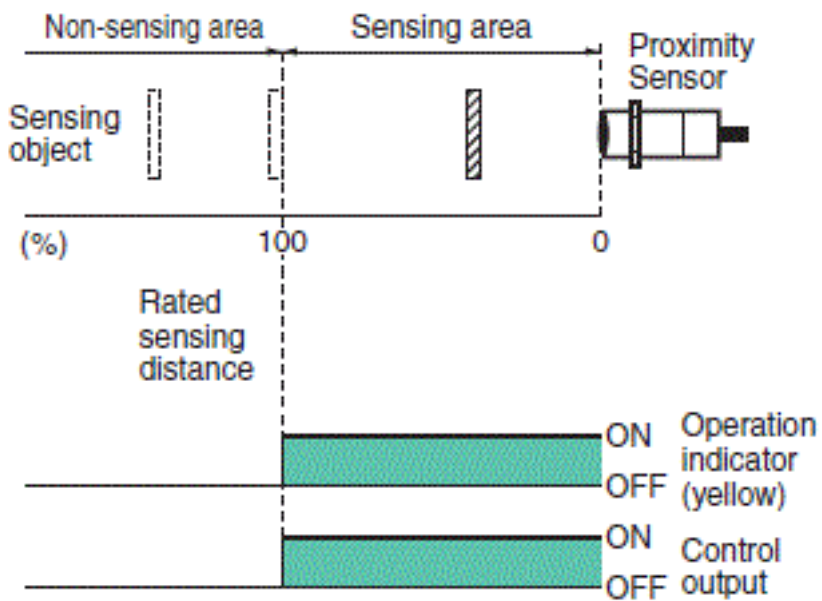 Non-sensing area
Sensing area
Proximity
Sensor
Sensing
object
(%)
100
0
Rated
sensing
distance
ON
OFF
Operation
indicator
(yellow)
ON
OFF
Control
output